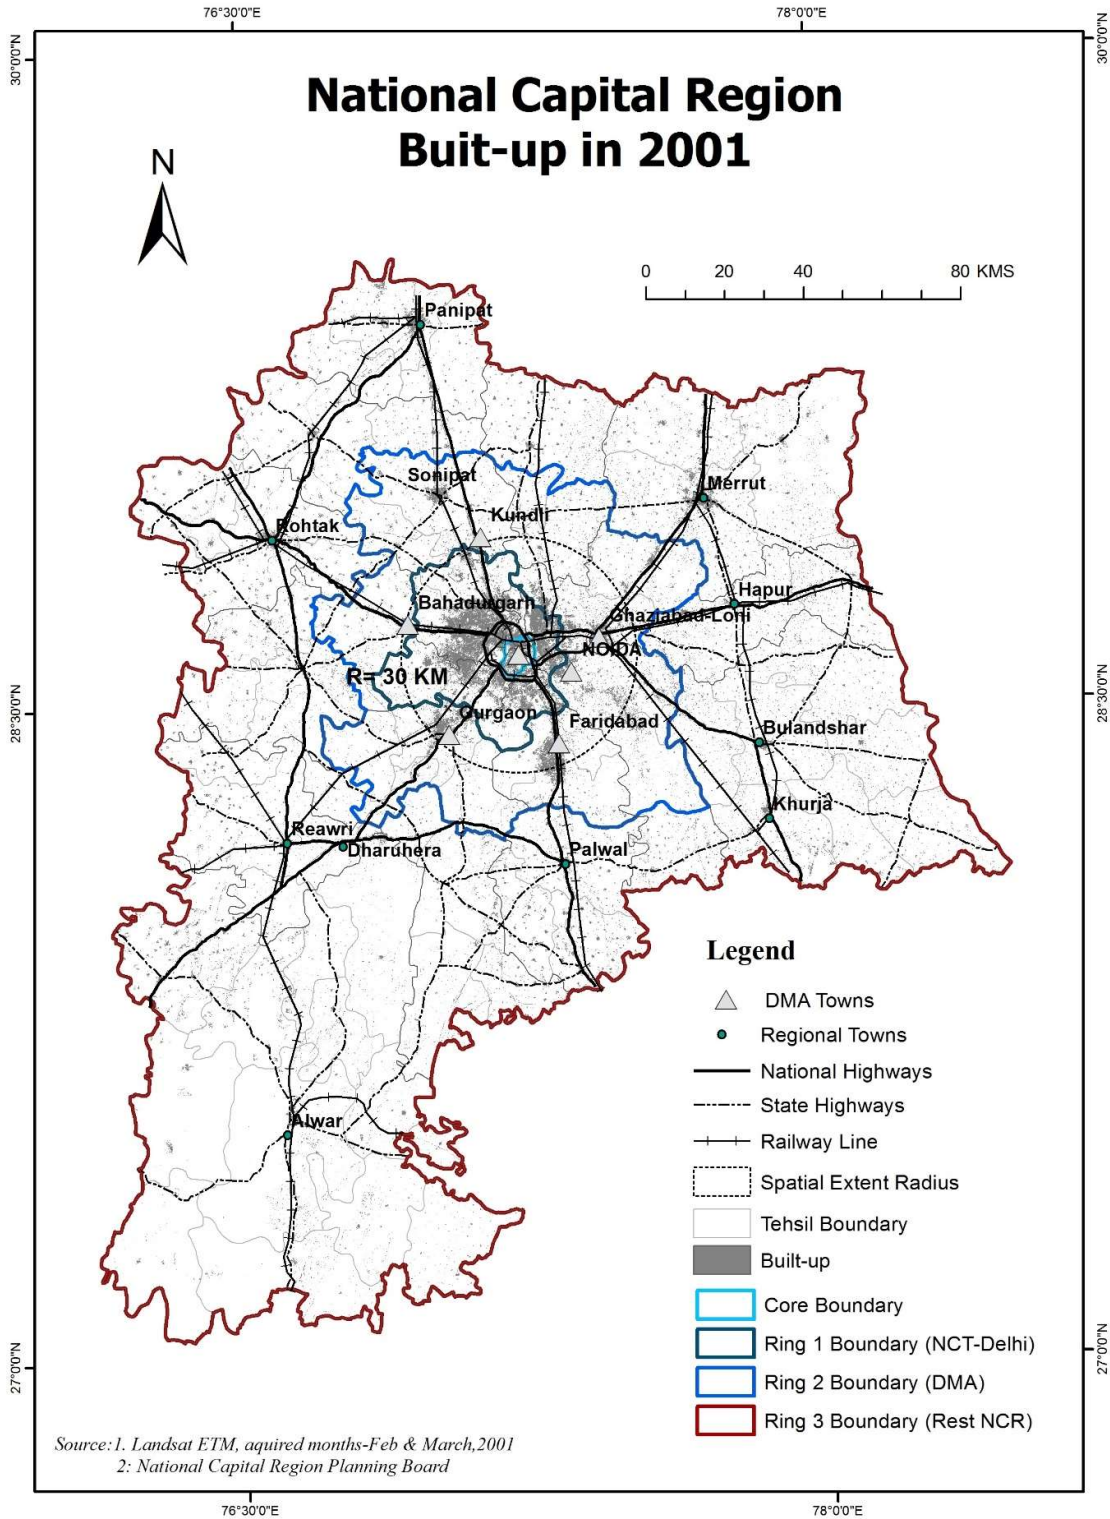 76°30'0"E
78°0'0"E
30°0'0"N
30°0'0"N
National Capital Region
Buit-up in 2001
N
0 20 40 80 KMS
Panipat
Sonipat
Merrut
Kundli
Rohtak
Hapur
Bahadurgarh
Ghaziabad-Loni
NOIDA
R= 30 KM
28°30'0"N
28°30'0"N
Gurgaon
Faridabad
Bulandshar
Khurja
Reawri
Dharuhera
Palwal
Alwar
Legend
DMA Towns
Regional Towns
National Highways
State Highways
Railway Line
Spatial Extent Radius
Tehsil Boundary
Built-up
Core Boundary
Ring 1 Boundary (NCT-Delhi)
Ring 2 Boundary (DMA)
Ring 3 Boundary (Rest NCR)
27°0'0"N
27°0'0"N
Source:1. Landsat ETM, aquired months-Feb & March,2001
2: National Capital Region Planning Board
76°30'0"E
78°0'0"E